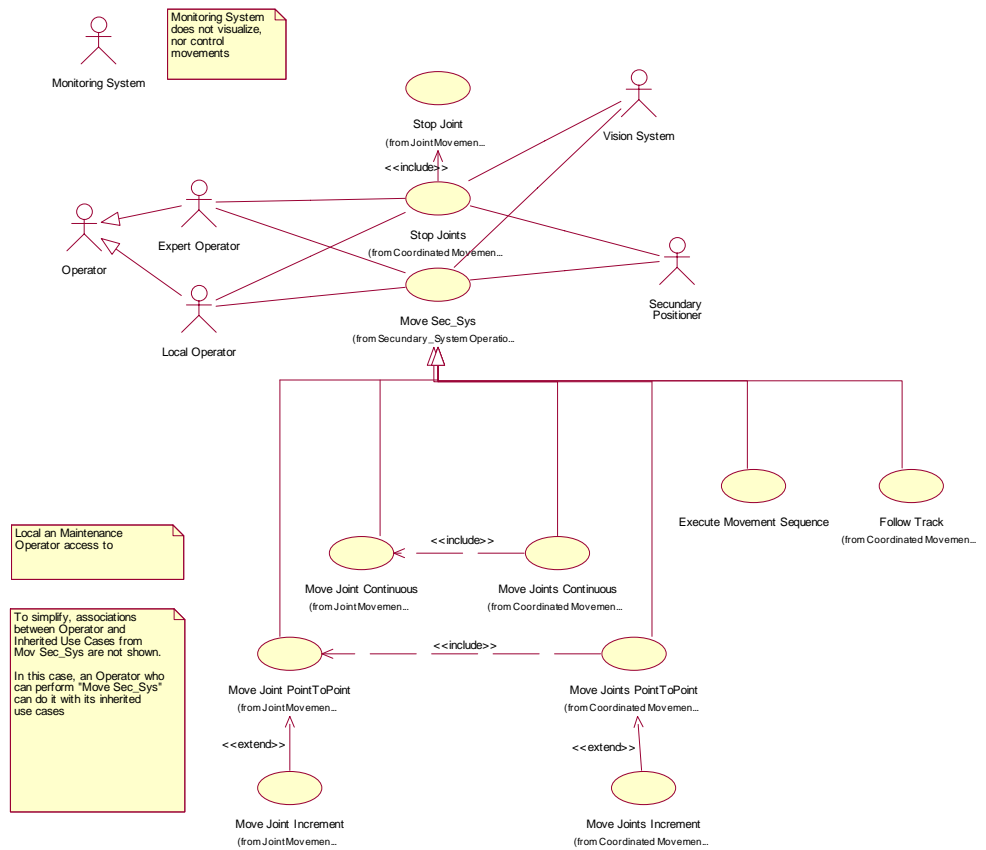 Monitoring System
does not visualize,
nor control
movements
Monitoring System
Stop Joint
(from JointMovemen...
<<include>>
Vision System
Expert Operator
Stop Joints
(from Coordinated Movemen...
Operator
Secundary
Positioner
Local Operator
Move Sec_Sys
(from Secundary_System Operatio...
Execute Movement Sequence
Follow Track
(from Coordinated Movemen...
Local an Maintenance
Operator access to
<<include>>
Move Joint Continuous
(from JointMovemen...
Move Joints Continuous
(from Coordinated Movemen...
To simplify, associations
between Operator and
Inherited Use Cases from
Mov Sec_Sys are not shown.
In this case, an Operator who
can perform "Move Sec_Sys"
can do it with its inherited
use cases
<<include>>
Move Joint PointToPoint
(from JointMovemen...
Move Joints PointToPoint
(from Coordinated Movemen...
<<extend>>
<<extend>>
Move Joint Increment
(from JointMovemen...
Move Joints Increment
(from Coordinated Movemen...